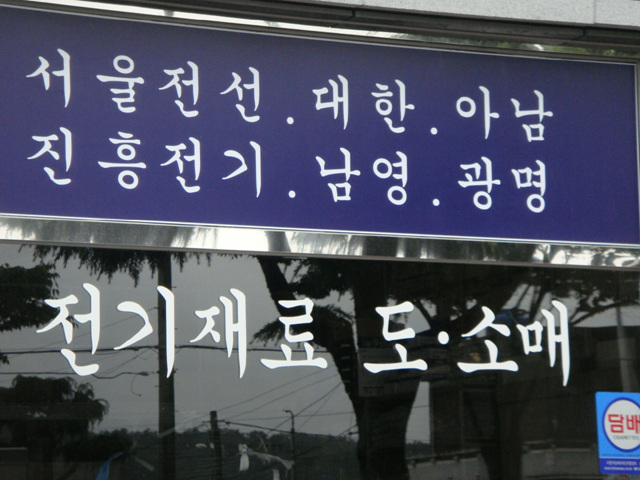 서울전선.대한.아남
진흥전기.남영.광명
전기재료 도·소매
담배